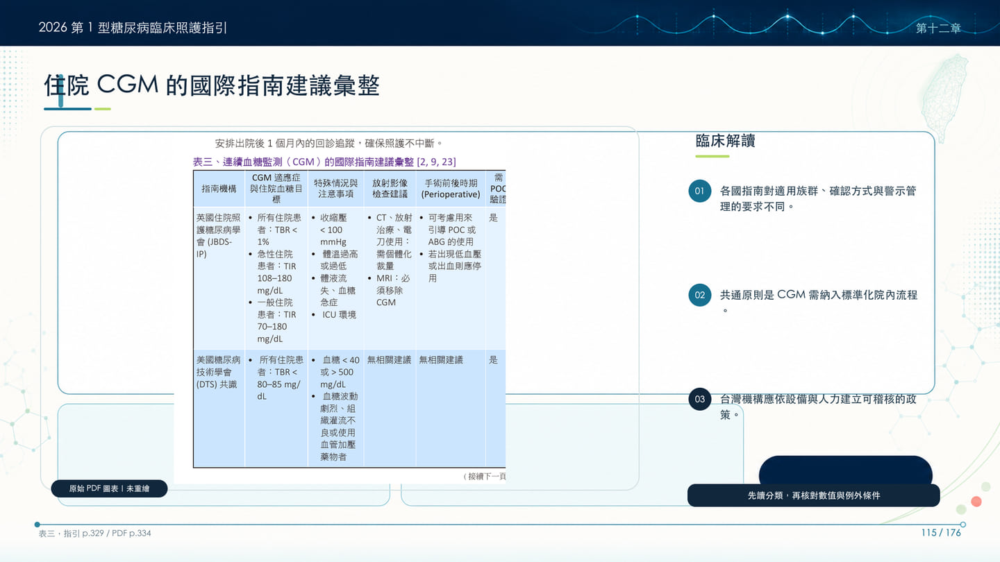 2026 第 1 型糖尿病臨床照護指引
第十二章
住院 CGM 的國際指南建議彙整
安排出院後 1 個月內的回診追蹤，確保照護不中斷。
表三、連續血糖監測（CGM）的國際指南建議彙整 [2, 9, 23]
指南機構
CGM 適應症
與住院血糖目
標
特殊情況與
注意事項
放射影像
檢查建議
手術前後時期
(Perioperative)
需
POC
驗證
英國住院照
護糖尿病學
會 (JBDS-
IP)
• 所有住院患
者：TBR <
1%
• 急性住院
患者：TIR
108–180
mg/dL
• 一般住院
患者：TIR
70–180
mg/dL
• 收縮壓
< 100
mmHg
• 體溫過高
或過低
• 體液流
失、血糖
急症
• ICU 環境
• CT、放射
治療、電
刀使用：
需個體化
裁量
• MRI：必
須移除
CGM
• 可考慮用來
引導 POC 或
ABG 的使用
• 若出現低血壓
或出血則應停
用
是
美國糖尿病
技術學會
(DTS) 共識
• 所有住院患
者：TBR <
80–85 mg/
dL
• 血糖 < 40
或 > 500
mg/dL
• 血糖波動
劇烈、組
織灌流不
良或使用
血管加壓
藥物者
無相關建議
無相關建議
是
( 接續下一頁
臨床解讀
01
各國指南對適用族群、確認方式與警示管
理的要求不同。
02
共通原則是 CGM 需納入標準化院內流程
。
03
台灣機構應依設備與人力建立可稽核的政
策。
原始 PDF 圖表｜未重繪
先讀分類，再核對數值與例外條件
表三，指引 p.329 / PDF p.334
115 / 176